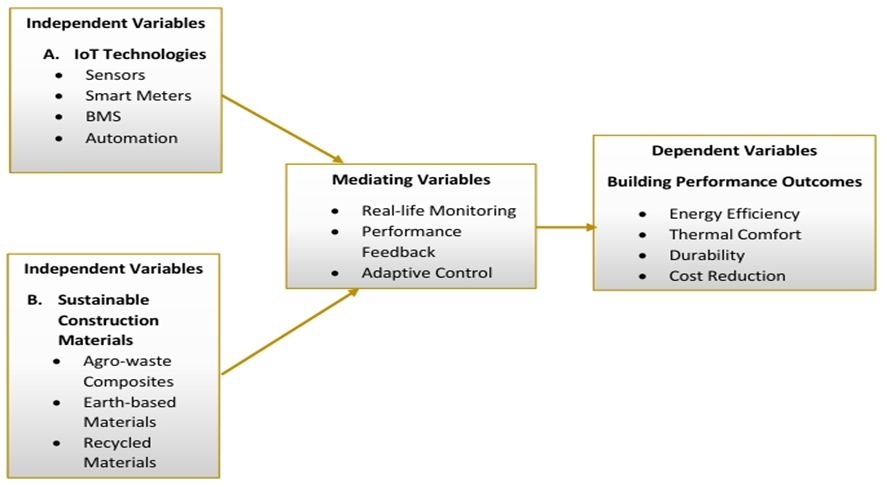 Independent Variables
A. IoT Technologies
• Sensors
• Smart Meters
• BMS
• Automation
Independent Variables
B. Sustainable
Construction
Materials
• Agro-waste
Composites
• Earth-based
Materials
• Recycled
Materials
Mediating Variables
• Real-life Monitoring
• Performance
Feedback
• Adaptive Control
Dependent Variables
Building Performance Outcomes
• Energy Efficiency
• Thermal Comfort
• Durability
• Cost Reduction